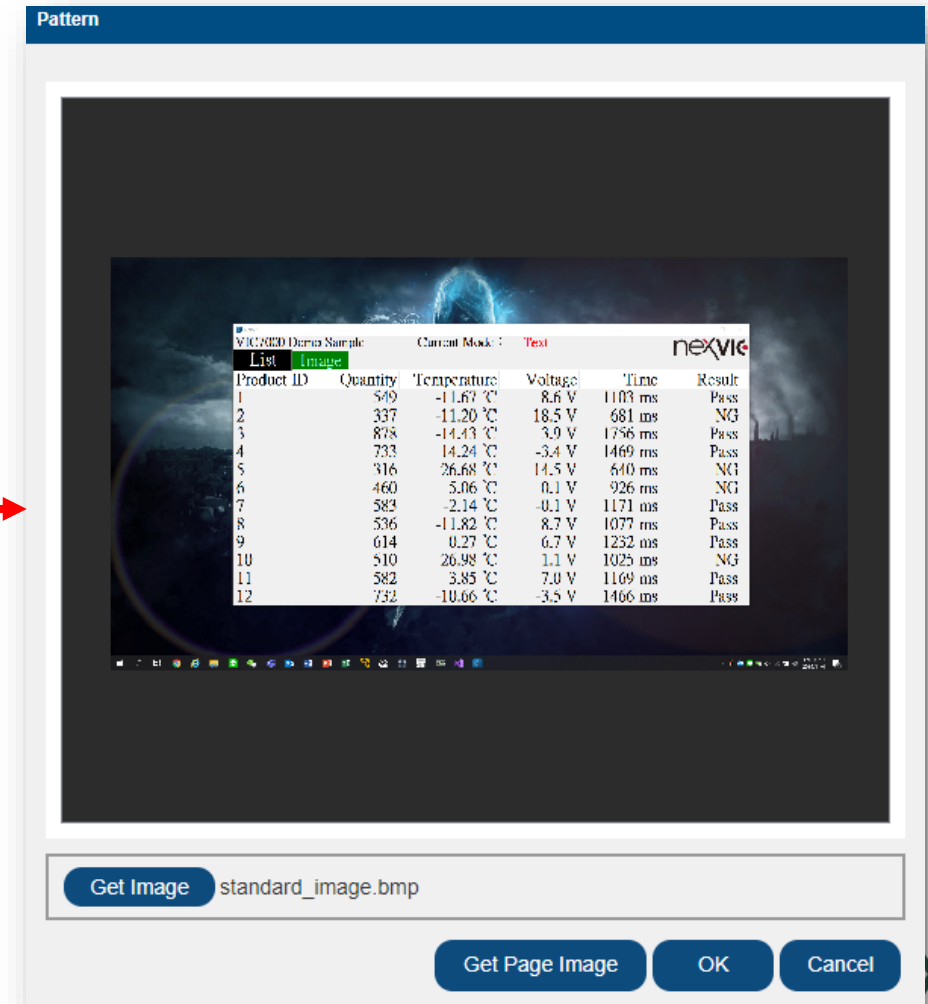 Pattern
VIC7000 Demo Sample Current Mode : Text nexvic
List Image
Product ID Quantity Temperature Voltage Time Result
1 549 -11.67 ℃ 8.6 V 1103 ms Pass
2 337 -11.20 ℃ 18.5 V 681 ms NG
3 878 -14.43 ℃ 3.9 V 1756 ms Pass
4 733 14.24 ℃ -3.4 V 1469 ms Pass
5 316 26.68 ℃ 14.5 V 640 ms NG
6 460 5.06 ℃ 0.1 V 926 ms NG
7 583 -2.14 ℃ -0.1 V 1171 ms Pass
8 536 -11.82 ℃ 8.7 V 1077 ms Pass
9 614 0.27 ℃ 6.7 V 1232 ms Pass
10 510 26.98 ℃ 1.1 V 1025 ms NG
11 582 3.85 ℃ 7.0 V 1169 ms Pass
12 732 -10.66 ℃ -3.5 V 1466 ms Pass
Get Image standard_image.bmp
Get Page Image OK Cancel